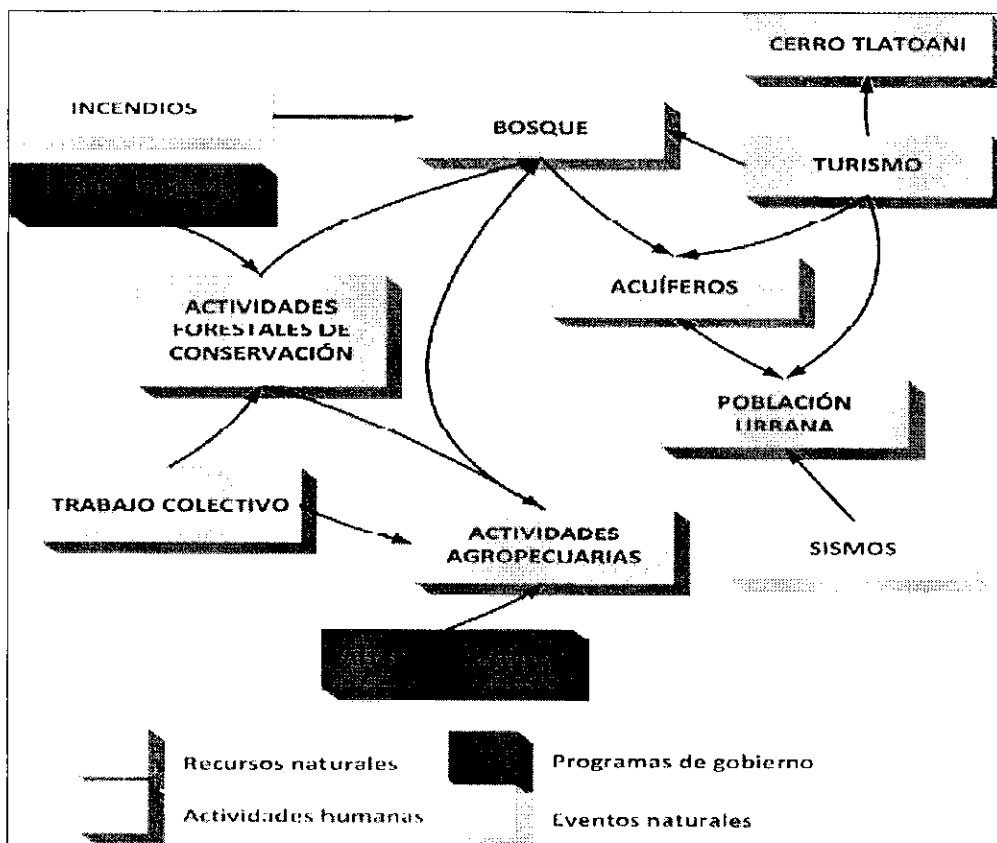 CERRO TLATOANI
INCENDIOS
BOSQUE
TURISMO
ACTIVIDADES
FORESTALES DE
CONSERVACIÓN
ACUÍFEROS
POBLACIÓN
URBANA
TRABAJO COLECTIVO
ACTIVIDADES
AGROPECUARIAS
SISMOS
Recursos naturales
Programas de gobierno
Actividades humanas
Eventos naturales